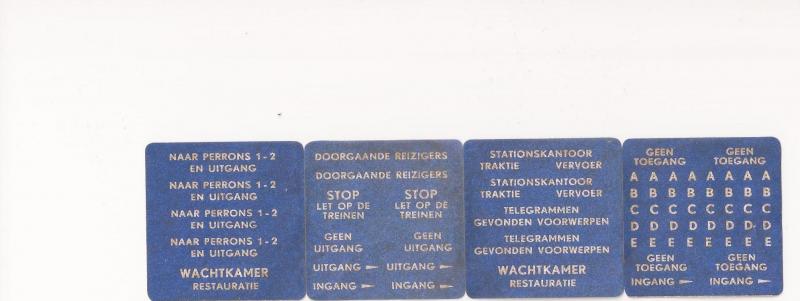 NAAR PERRONS 1-2
EN UITGANG
NAAR PERRONS 1-2
EN UITGANG
NAAR PERRONS 1-2
EN UITGANG
NAAR PERRONS 1-2
EN UITGANG
WACHTKAMER
RESTAURATIE
DOORGAANDE REIZIGERS
DOORGAANDE REIZIGERS
STOP STOP
LET OP DE LET OP DE
TREINEN TREINEN
GEEN GEEN
UITGANG UITGANG
UITGANG UITGANG
INGANG INGANG
STATIONSKANTOOR
TRAKTIE VERVOER
STATIONSKANTOOR
TRAKTIE VERVOER
TELEGRAMMEN
GEVONDEN VOORWERPEN
TELEGRAMMEN
GEVONDEN VOORWERPEN
WACHTKAMER
RESTAURATIE
GEEN GEEN
TOEGANG TOEGANG
A A A A A A A A
B B B B B B B B
C C C C C C C C
D D D D D D D D
E E E E E E E E
GEEN GEEN
TOEGANG TOEGANG
INGANG INGANG